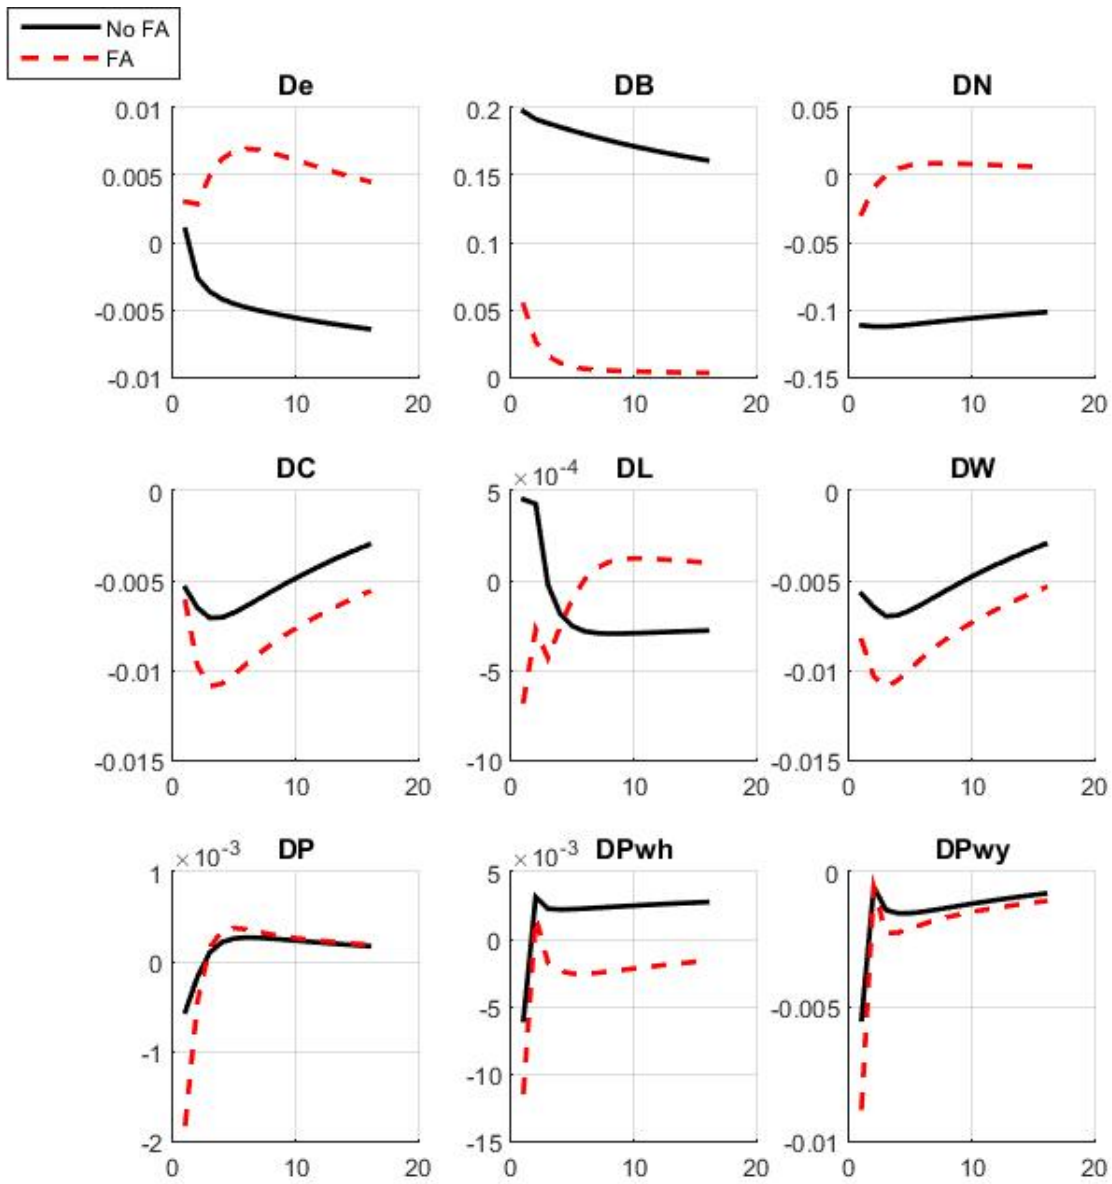 No FA
FA
De DB DN
0.01 0.2 0.05
0.005 0.15 0
0 0.1 -0.05
-0.005 0.05 -0.1
-0.01 0 -0.15
0 10 20 0 10 20 0 10 20
DC ×10⁻⁴ DL DW
0 5 0
-0.005 0 -0.005
-0.01 -5 -0.01
-0.015 -10 -0.015
0 10 20 0 10 20 0 10 20
×10⁻³ DP ×10⁻³ DPwh DPwy
1 5 0
0 0
-5 -0.005
-1 -10
-2 -15 -0.01
0 10 20 0 10 20 0 10 20